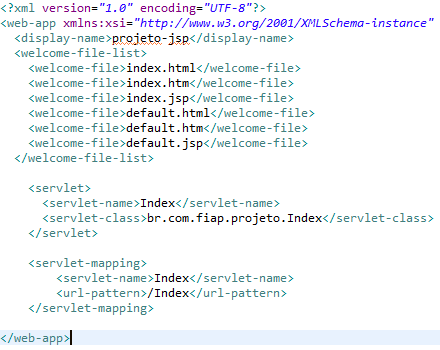 <?xml version="1.0" encoding="UTF-8"?>
<web-app xmlns:xsi="http://www.w3.org/2001/XMLSchema-instance"
  <display-name>projeto-jsp</display-name>
  <welcome-file-list>
    <welcome-file>index.html</welcome-file>
    <welcome-file>index.htm</welcome-file>
    <welcome-file>index.jsp</welcome-file>
    <welcome-file>default.html</welcome-file>
    <welcome-file>default.htm</welcome-file>
    <welcome-file>default.jsp</welcome-file>
  </welcome-file-list>

    <servlet>
      <servlet-name>Index</servlet-name>
      <servlet-class>br.com.fiap.projeto.Index</servlet-class>
    </servlet>

    <servlet-mapping>
        <servlet-name>Index</servlet-name>
        <url-pattern>/Index</url-pattern>
    </servlet-mapping>

</web-app>